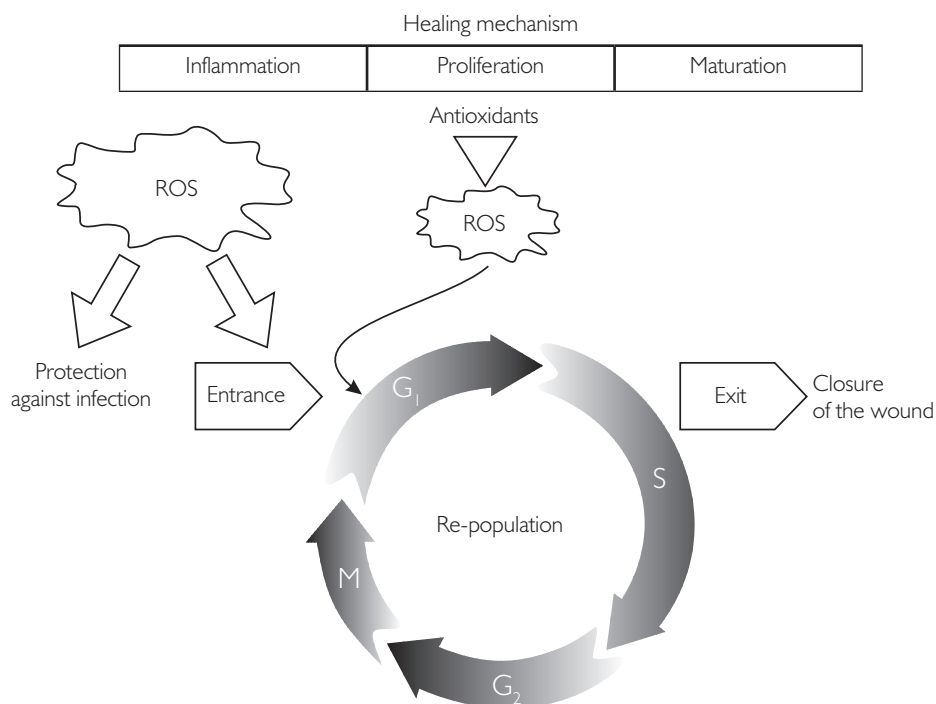 Healing mechanism
Inflammation
Proliferation
Maturation
Antioxidants
ROS
ROS
Protection
against infection
Entrance
G₁
Exit
Closure
of the wound
S
Re-population
M
G₂